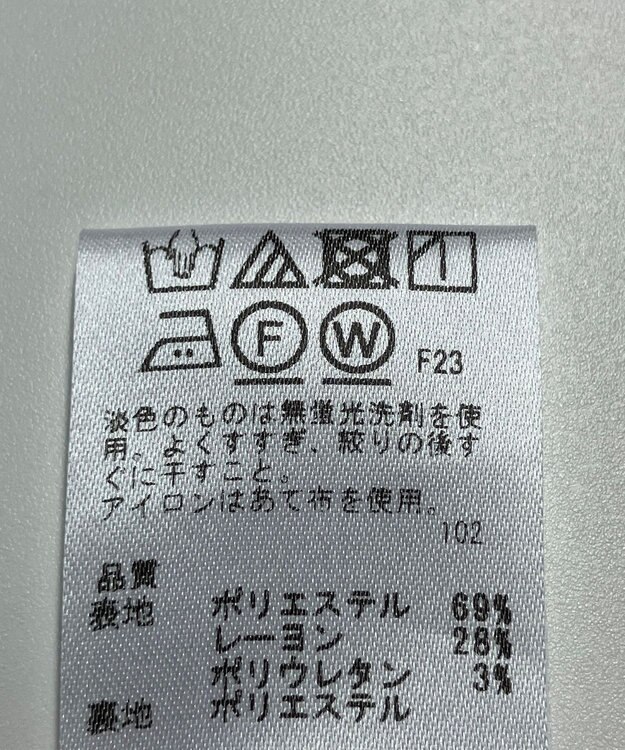 F W F23
淡色のものは無蛍光洗剤を使
用。よくすすぎ、絞りの後す
ぐに干すこと。
アイロンはあて布を使用。
102
品質
表地 ポリエステル 69%
レーヨン 28%
ポリウレタン 3%
裏地 ポリエステル